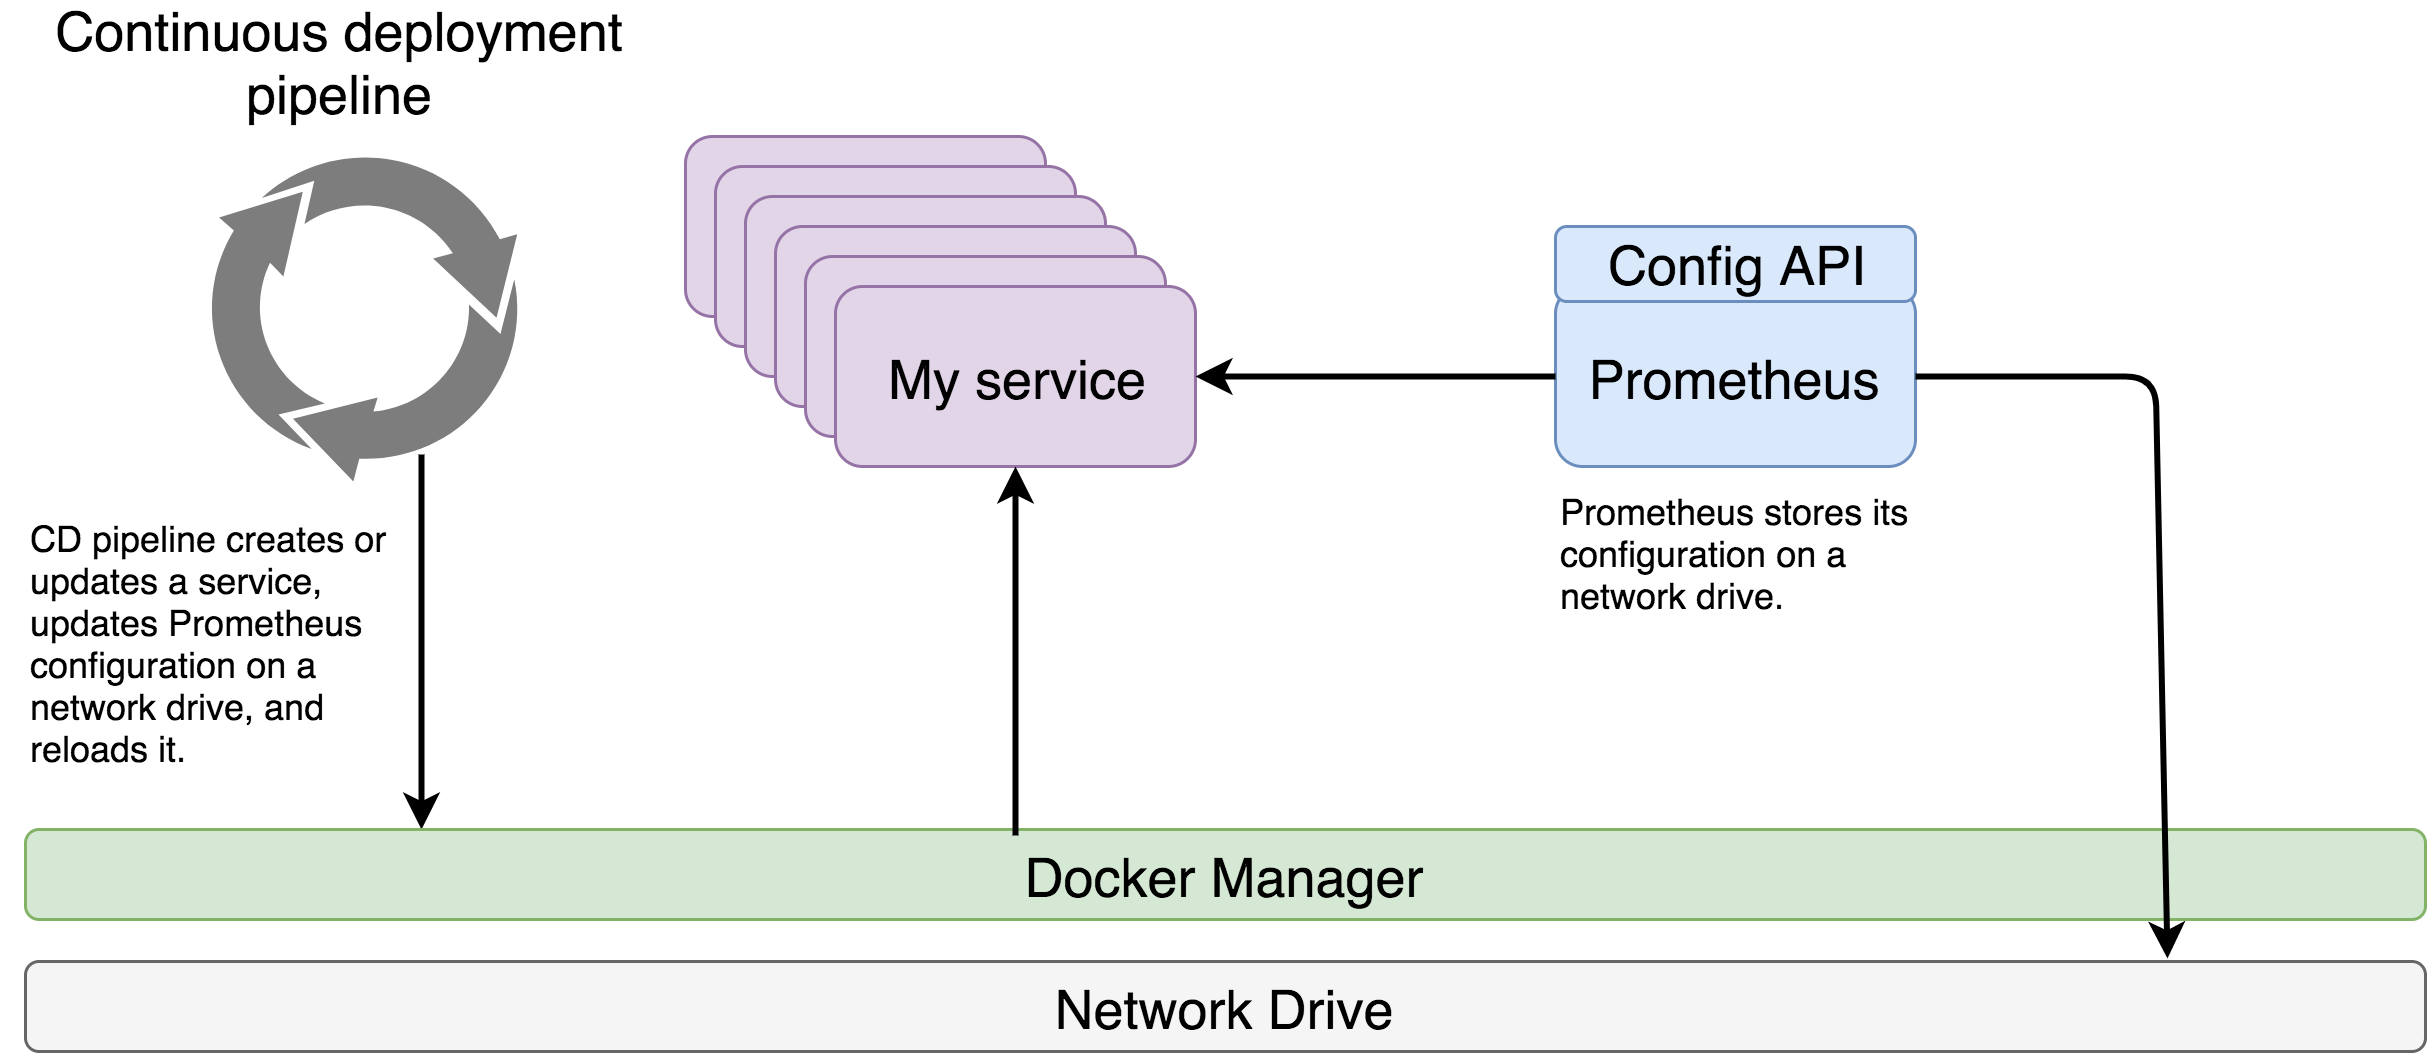 Continuous deployment
pipeline
CD pipeline creates or
updates a service,
updates Prometheus
configuration on a
network drive, and
reloads it.
My service
Config API
Prometheus
Prometheus stores its
configuration on a
network drive.
Docker Manager
Network Drive